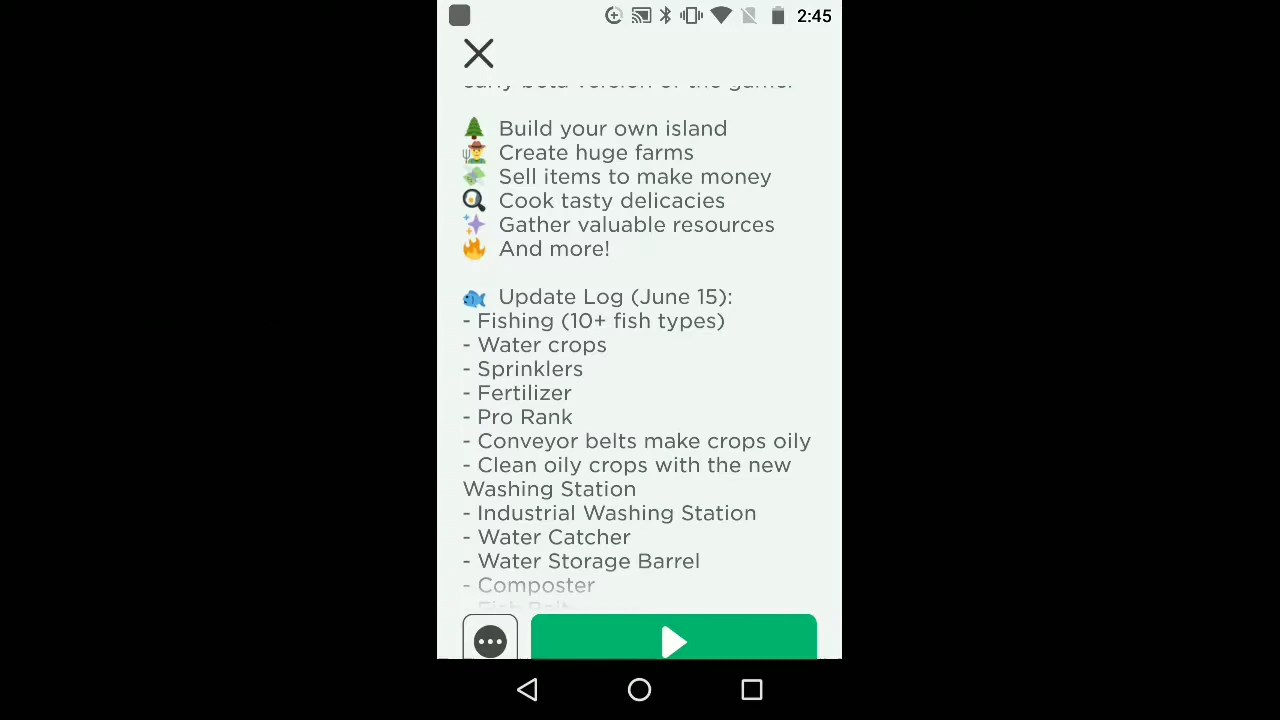 2:45
Build your own island
Create huge farms
Sell items to make money
Cook tasty delicacies
Gather valuable resources
And more!
Update Log (June 15):
- Fishing (10+ fish types)
- Water crops
- Sprinklers
- Fertilizer
- Pro Rank
- Conveyor belts make crops oily
- Clean oily crops with the new
Washing Station
- Industrial Washing Station
- Water Catcher
- Water Storage Barrel
- Composter